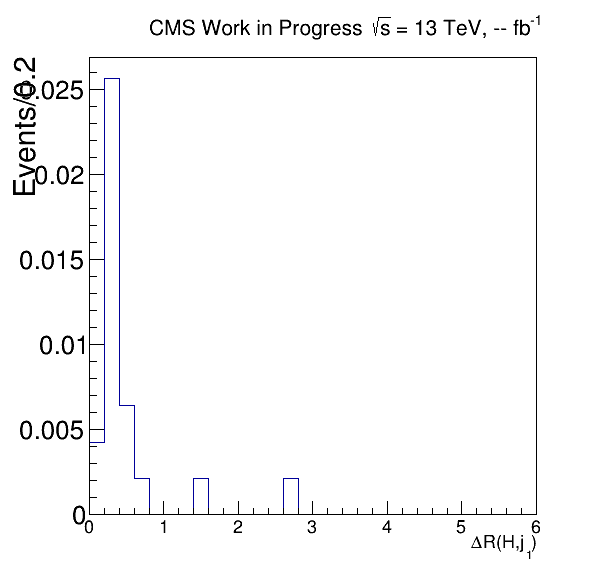 CMS Work in Progress √s = 13 TeV, -- fb⁻¹
Events/0.2
0.025
0.02
0.015
0.01
0.005
0
0 1 2 3 4 5 6
ΔR(H,j₁)